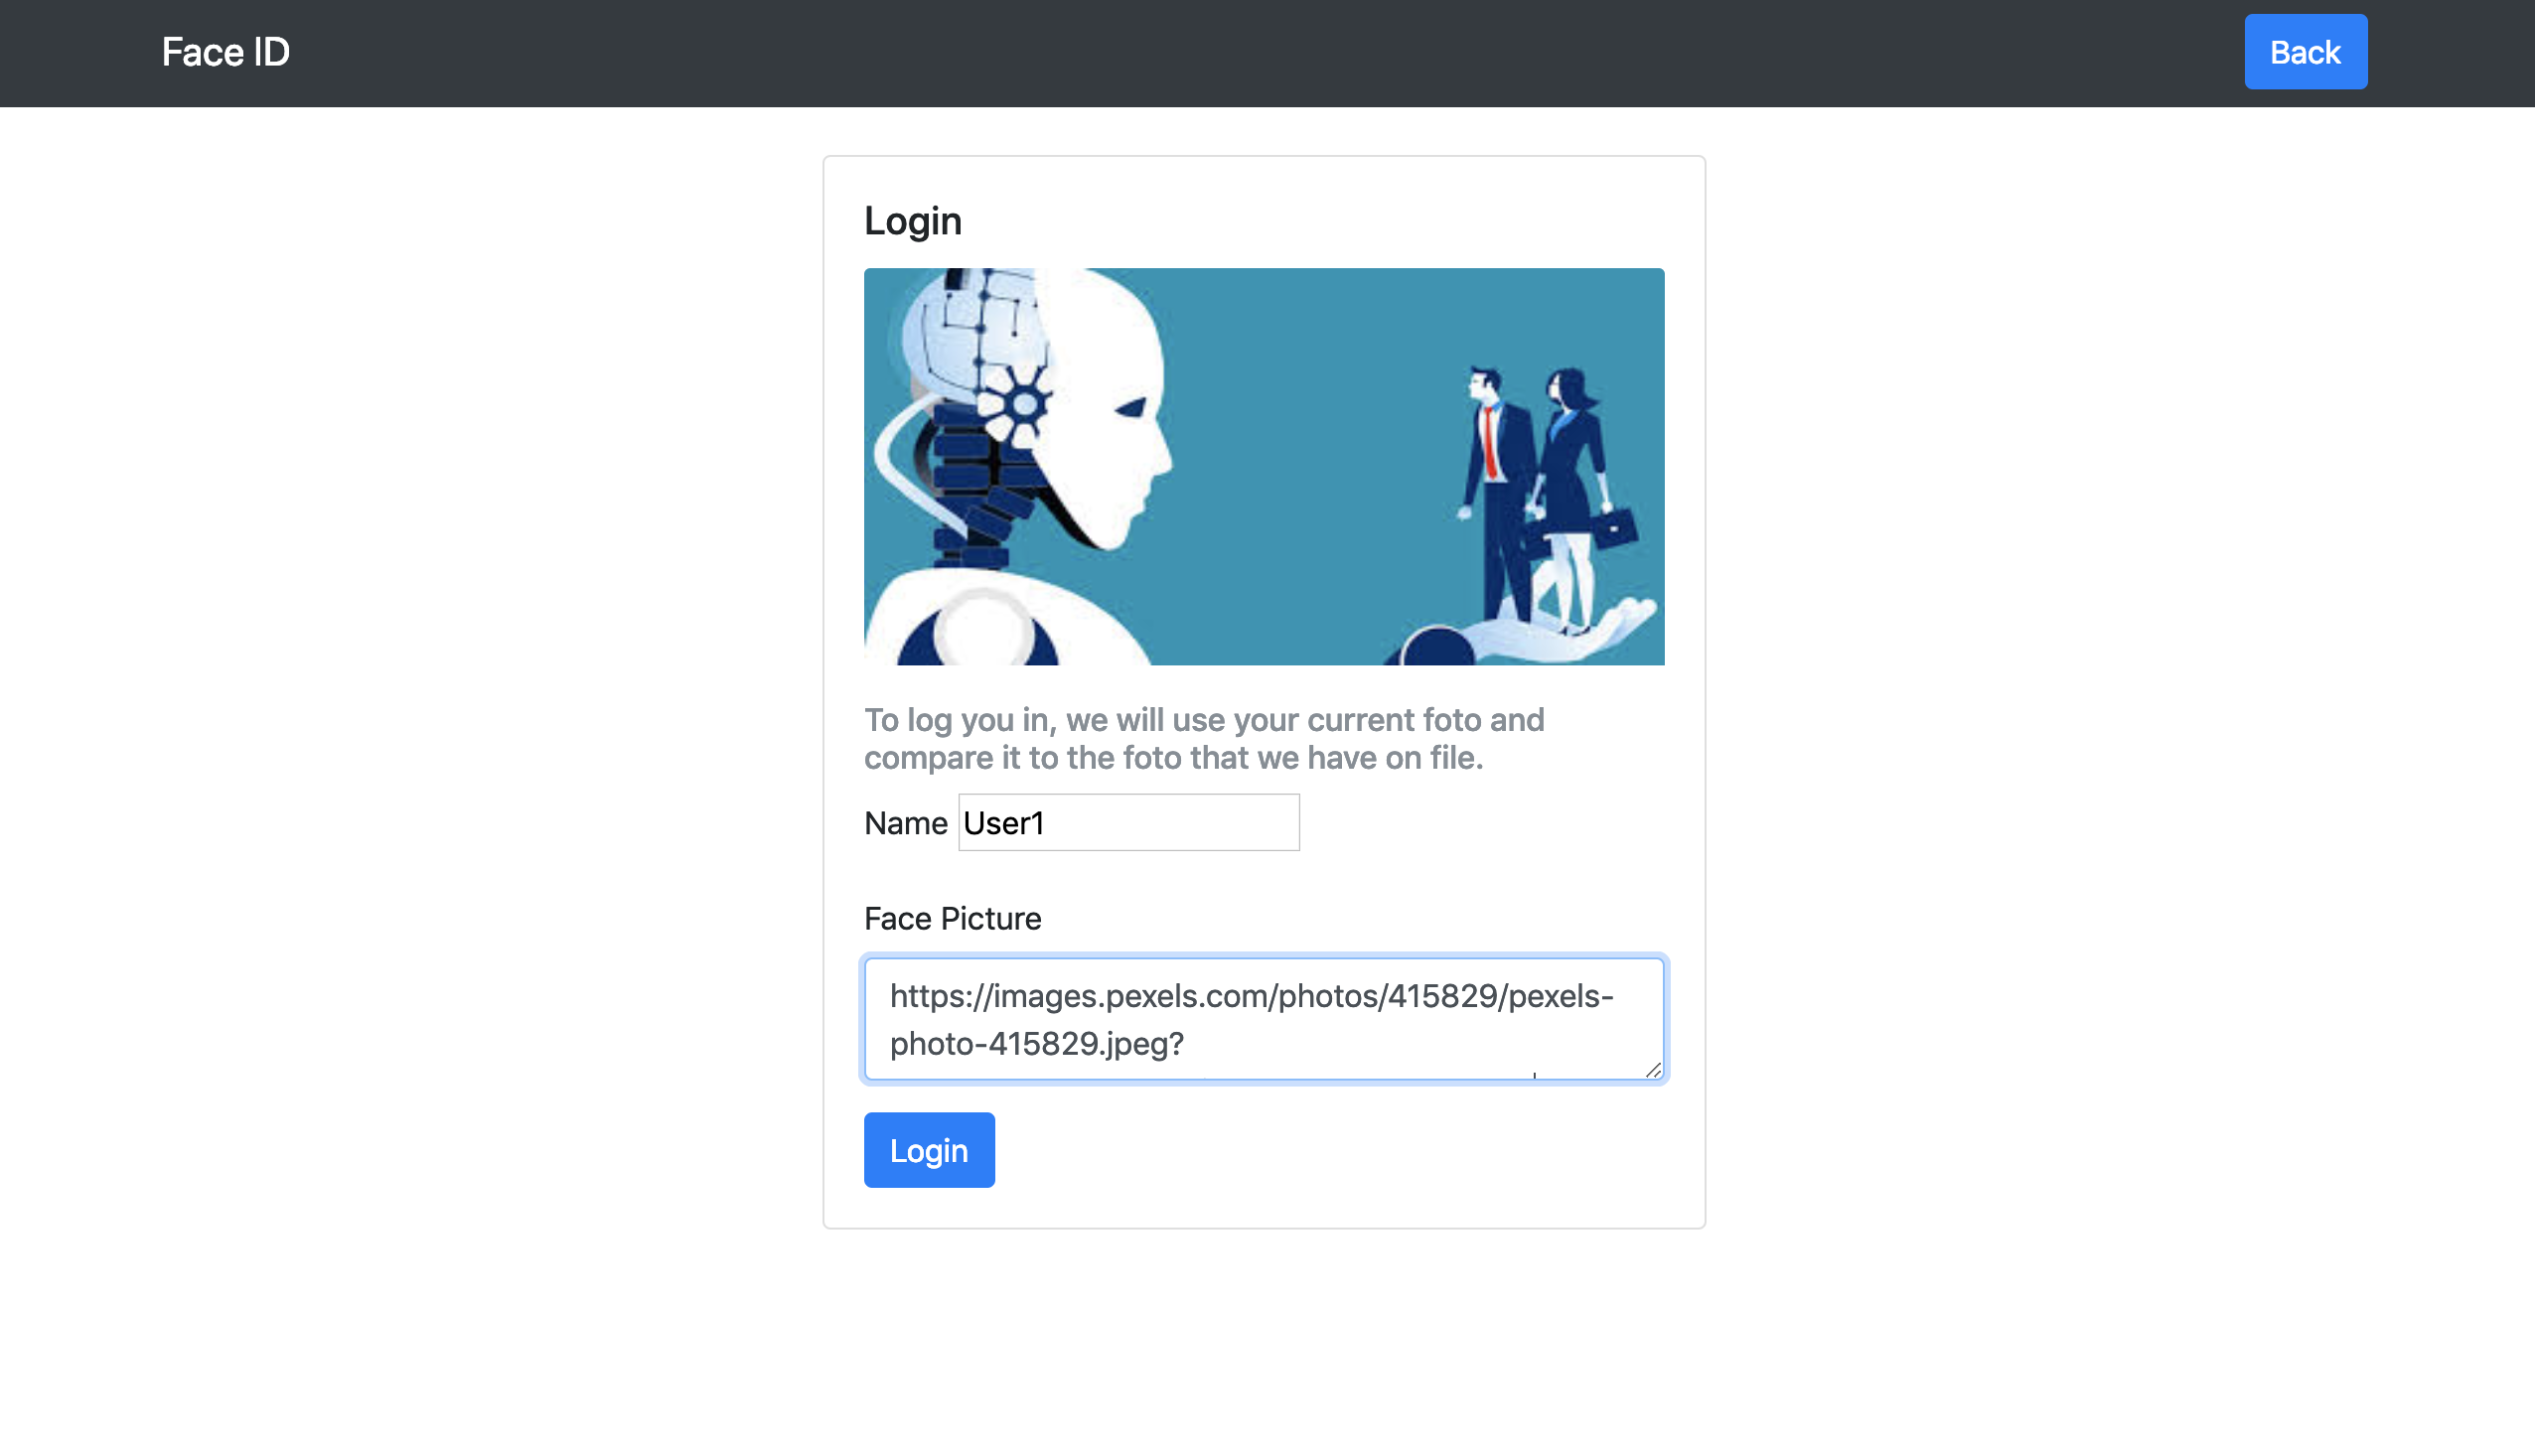 Face ID
Back
Login
To log you in, we will use your current foto and
compare it to the foto that we have on file.
Name User1
Face Picture
https://images.pexels.com/photos/415829/pexels-
photo-415829.jpeg?
Login